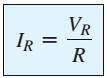 I_R = V_R / R